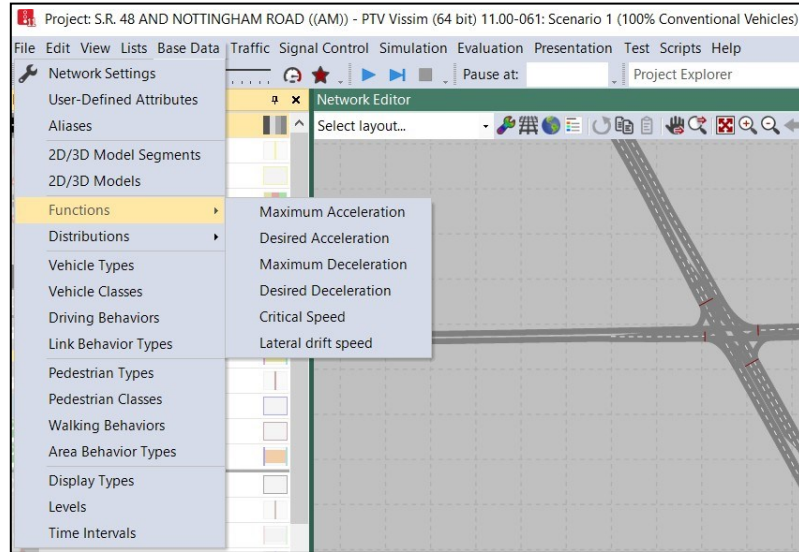 Project: S.R. 48 AND NOTTINGHAM ROAD ((AM)) - PTV Vissim (64 bit) 11.00-061: Scenario 1 (100% Conventional Vehicles)
File Edit View Lists Base Data Traffic Signal Control Simulation Evaluation Presentation Test Scripts Help
Network Settings
Pause at:
Project Explorer
User-Defined Attributes
Network Editor
Aliases
Select layout...
2D/3D Model Segments
2D/3D Models
Functions
Maximum Acceleration
Distributions
Desired Acceleration
Vehicle Types
Maximum Deceleration
Vehicle Classes
Desired Deceleration
Driving Behaviors
Critical Speed
Link Behavior Types
Lateral drift speed
Pedestrian Types
Pedestrian Classes
Walking Behaviors
Area Behavior Types
Display Types
Levels
Time Intervals